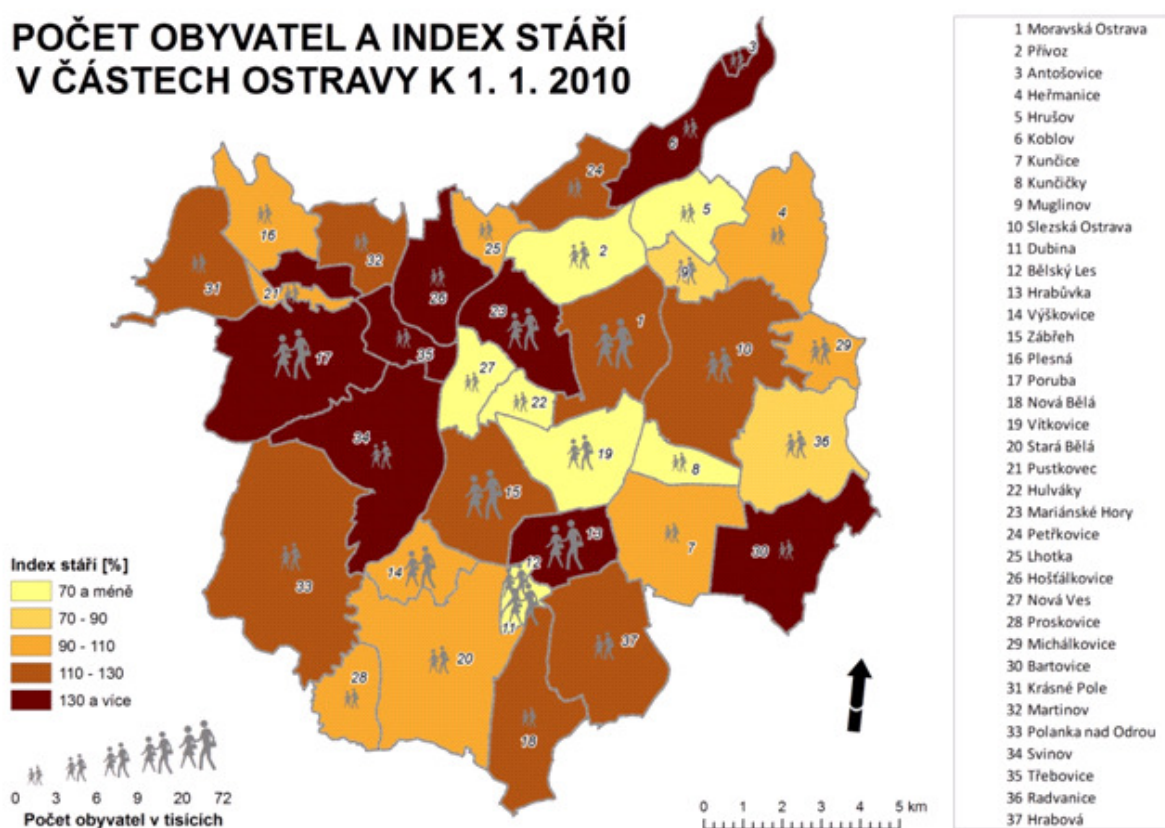 POČET OBYVATEL A INDEX STÁŘÍ
V ČÁSTECH OSTRAVY K 1. 1. 2010
3
6
24
5
4
16
25
2
32
9
31
21
26
23
1
10
29
35
17
27
22
34
19
8
36
15
13
7
30
12
14
33
11
37
20
28
18
Index stáří [%]
70 a méně
70 - 90
90 - 110
110 - 130
130 a více
0 3 6 9 20 72
Počet obyvatel v tisících
0 1 2 3 4 5 km
1 Moravská Ostrava
2 Přívoz
3 Antošovice
4 Heřmanice
5 Hrušov
6 Koblov
7 Kunčice
8 Kunčičky
9 Muglinov
10 Slezská Ostrava
11 Dubina
12 Bělský Les
13 Hrabůvka
14 Výškovice
15 Zábřeh
16 Plesná
17 Poruba
18 Nová Bělá
19 Vítkovice
20 Stará Bělá
21 Pustkovec
22 Hulváky
23 Mariánské Hory
24 Petřkovice
25 Lhotka
26 Hošťálkovice
27 Nová Ves
28 Proskovice
29 Michálkovice
30 Bartovice
31 Krásné Pole
32 Martinov
33 Polanka nad Odrou
34 Svinov
35 Třebovice
36 Radvanice
37 Hrabová